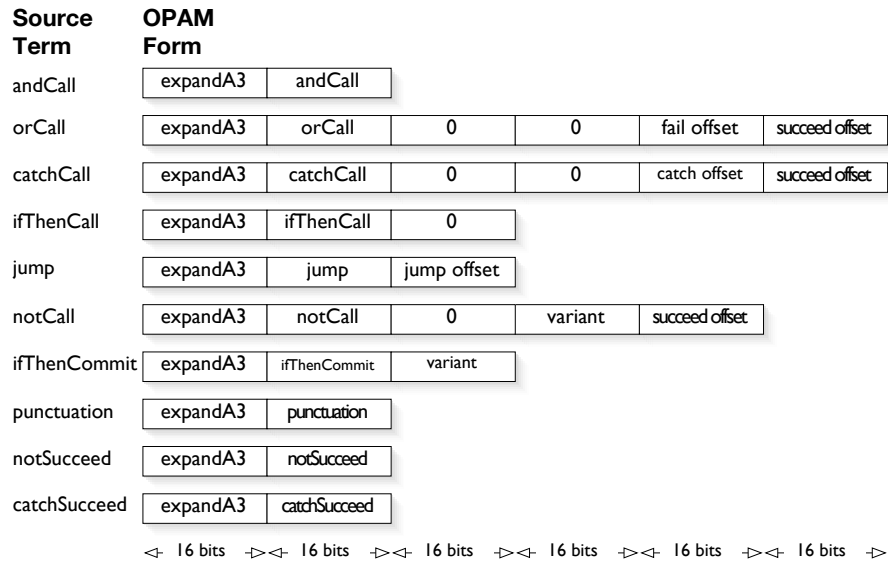 Source Term OPAM Form
andCall expandA3 andCall
orCall expandA3 orCall 0 0 fail offset succeed offset
catchCall expandA3 catchCall 0 0 catch offset succeed offset
ifThenCall expandA3 ifThenCall 0
jump expandA3 jump jump offset
notCall expandA3 notCall 0 variant succeed offset
ifThenCommit expandA3 ifThenCommit variant
punctuation expandA3 punctuation
notSucceed expandA3 notSucceed
catchSucceed expandA3 catchSucceed
16 bits 16 bits 16 bits 16 bits 16 bits 16 bits